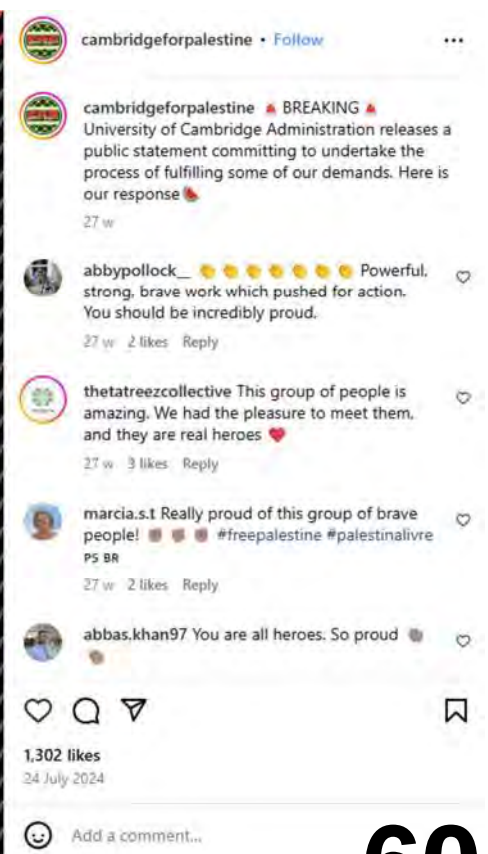 cambridgeforpalestine • Follow
cambridgeforpalestine 🔺 BREAKING 🔺
University of Cambridge Administration releases a
public statement committing to undertake the
process of fulfilling some of our demands. Here is
our response🍉
27 w
abbypollock__ 👏 👏 👏 👏 👏 👏 👏 Powerful,
strong, brave work which pushed for action.
You should be incredibly proud.
27 w 2 likes Reply
thetatreezcollective This group of people is
amazing. We had the pleasure to meet them,
and they are real heroes ❤️
27 w 3 likes Reply
marcia.s.t Really proud of this group of brave
people! #freepalestine #palestinalivre
PS BR
27 w 2 likes Reply
abbas.khan97 You are all heroes. So proud
1,302 likes
24 July 2024
Add a comment...
60